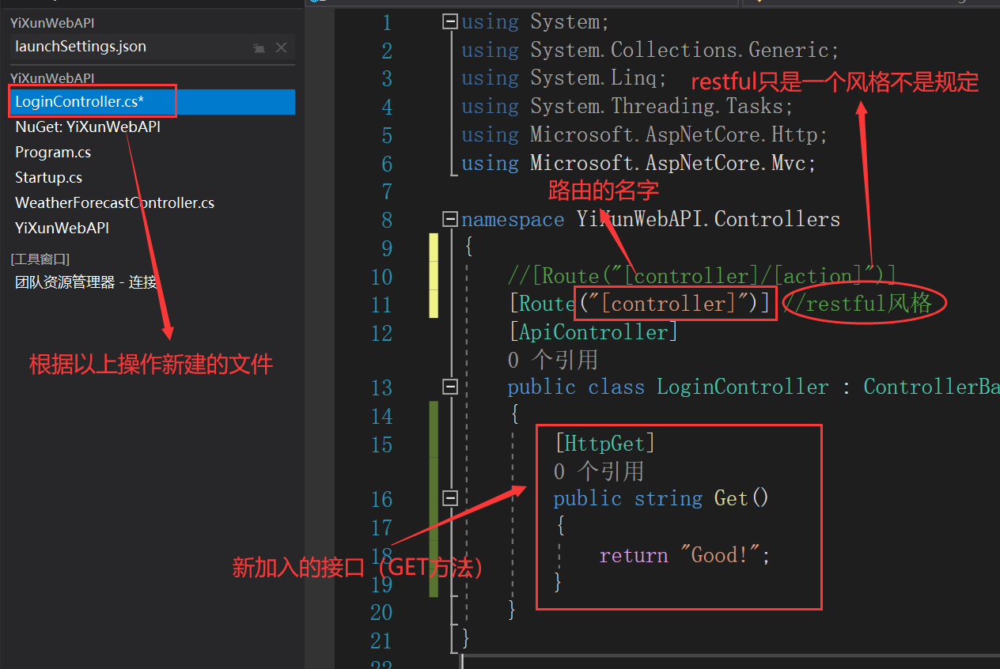 YiXunWebAPI
launchSettings.json
YiXunWebAPI
LoginController.cs*
NuGet: YiXunWebAPI
Program.cs
Startup.cs
WeatherForecastController.cs
YiXunWebAPI
[工具窗口]
团队资源管理器 - 连接
根据以上操作新建的文件
1 using System;
2 using System.Collections.Generic;
3 using System.Linq;
restful只是一个风格不是规定
4 using System.Threading.Tasks;
5 using Microsoft.AspNetCore.Http;
6 using Microsoft.AspNetCore.Mvc;
7
路由的名字
8 namespace YiXunWebAPI.Controllers
9 {
10 //[Route("[controller]/[action]")]
11 [Route("[controller]")] //restful风格
12 [ApiController]
0 个引用
13 public class LoginController : ControllerBa
14 {
15 [HttpGet]
0 个引用
16 public string Get()
17 {
18 return "Good!";
新加入的接口（GET方法）
19 }
20 }
21 }
22